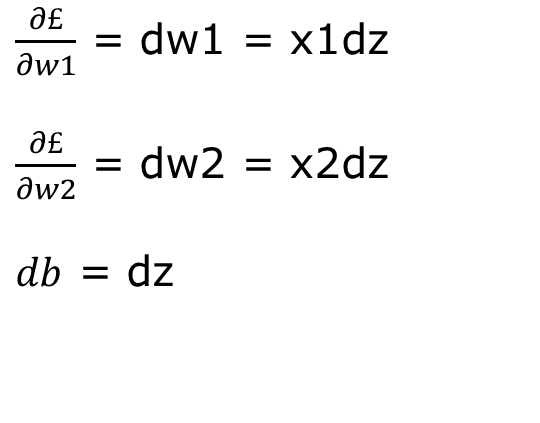 ∂£/∂w1 = dw1 = x1dz
∂£/∂w2 = dw2 = x2dz
db = dz